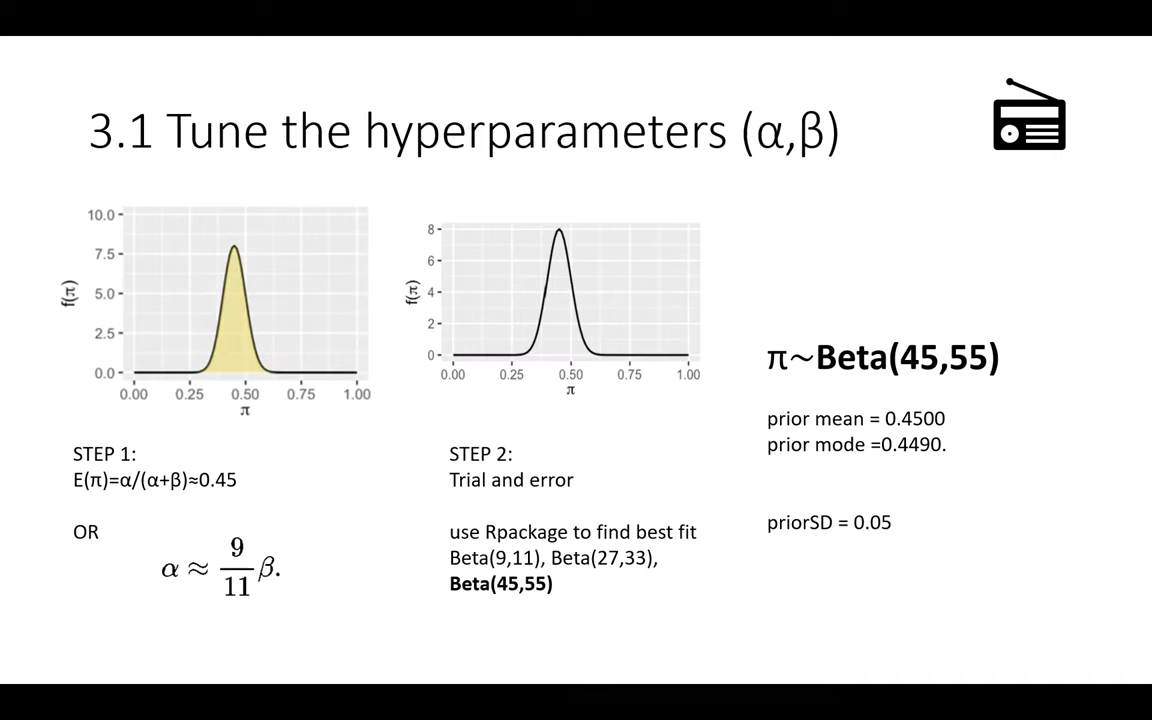 3.1 Tune the hyperparameters (α,β)
10.0
7.5
5.0
2.5
0.0
f(π)
0.00 0.25 0.50 0.75 1.00
π
8
6
4
2
0
f(π)
0.00 0.25 0.50 0.75 1.00
π
STEP 1:
E(π)=α/(α+β)≈0.45
OR
α ≈ 9/11 β.
STEP 2:
Trial and error
use Rpackage to find best fit
Beta(9,11), Beta(27,33),
Beta(45,55)
π~Beta(45,55)
prior mean = 0.4500
prior mode =0.4490.
priorSD = 0.05